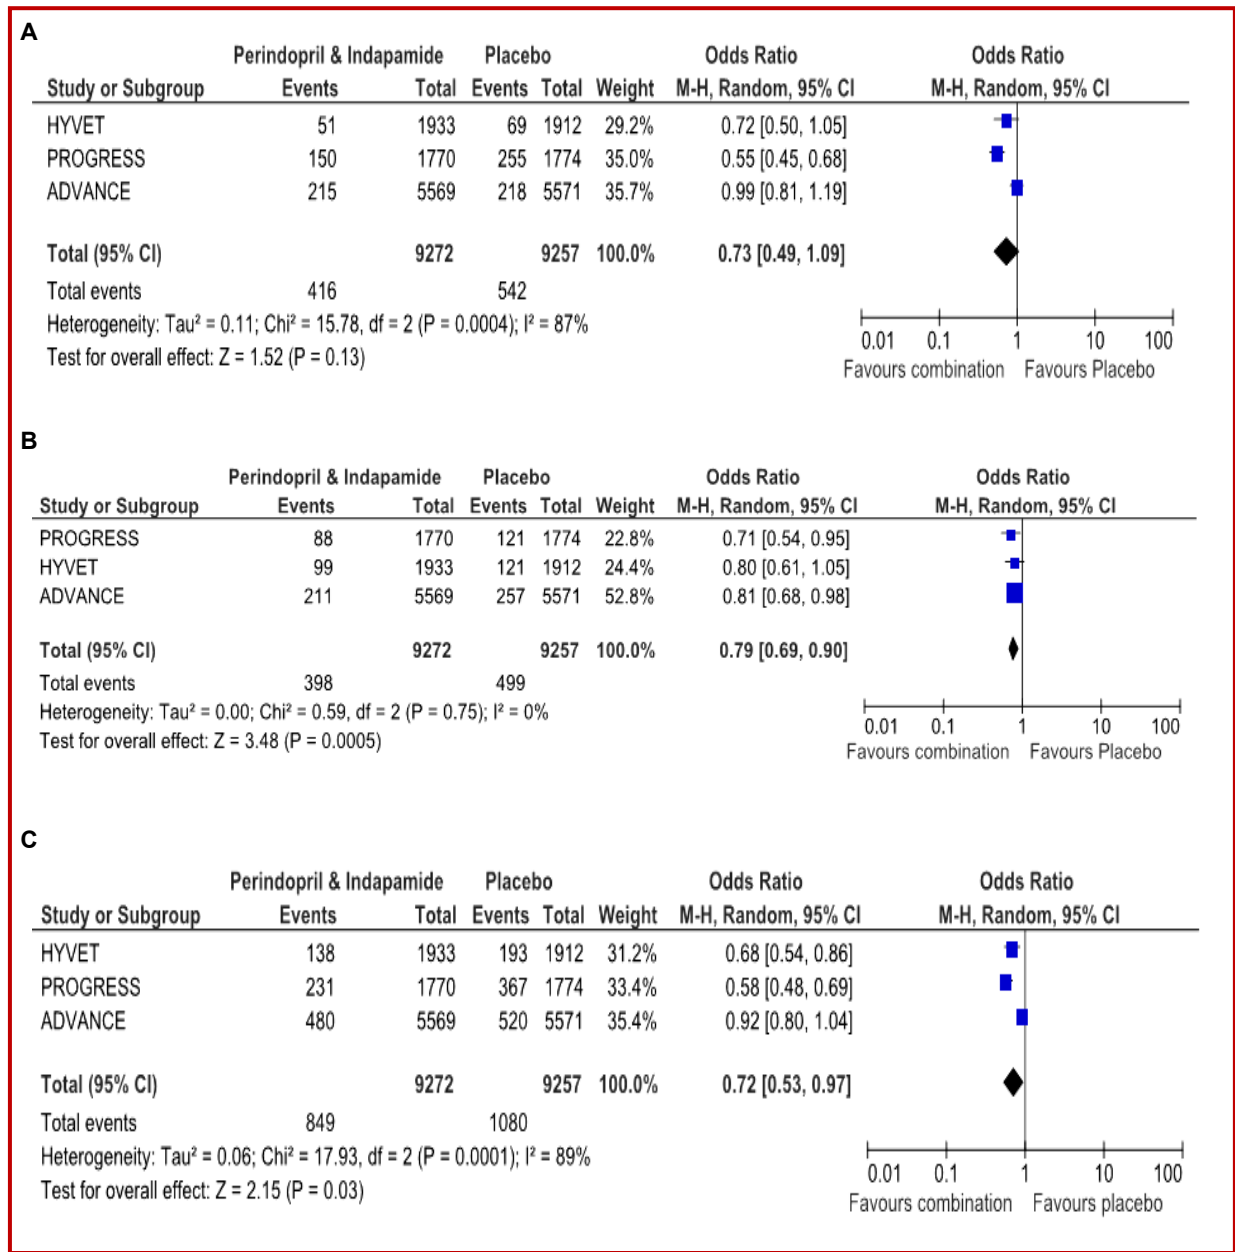 A
Perindopril & Indapamide Placebo Odds Ratio Odds Ratio
Study or Subgroup Events Total Events Total Weight M-H, Random, 95% CI M-H, Random, 95% CI
HYVET 51 1933 69 1912 29.2% 0.72 [0.50, 1.05]
PROGRESS 150 1770 255 1774 35.0% 0.55 [0.45, 0.68]
ADVANCE 215 5569 218 5571 35.7% 0.99 [0.81, 1.19]
Total (95% CI) 9272 9257 100.0% 0.73 [0.49, 1.09]
Total events 416 542
Heterogeneity: Tau² = 0.11; Chi² = 15.78, df = 2 (P = 0.0004); I² = 87%
Test for overall effect: Z = 1.52 (P = 0.13)
0.01 0.1 1 10 100
Favours combination Favours Placebo
B
Perindopril & Indapamide Placebo Odds Ratio Odds Ratio
Study or Subgroup Events Total Events Total Weight M-H, Random, 95% CI M-H, Random, 95% CI
PROGRESS 88 1770 121 1774 22.8% 0.71 [0.54, 0.95]
HYVET 99 1933 121 1912 24.4% 0.80 [0.61, 1.05]
ADVANCE 211 5569 257 5571 52.8% 0.81 [0.68, 0.98]
Total (95% CI) 9272 9257 100.0% 0.79 [0.69, 0.90]
Total events 398 499
Heterogeneity: Tau² = 0.00; Chi² = 0.59, df = 2 (P = 0.75); I² = 0%
Test for overall effect: Z = 3.48 (P = 0.0005)
0.01 0.1 1 10 100
Favours combination Favours Placebo
C
Perindopril & Indapamide Placebo Odds Ratio Odds Ratio
Study or Subgroup Events Total Events Total Weight M-H, Random, 95% CI M-H, Random, 95% CI
HYVET 138 1933 193 1912 31.2% 0.68 [0.54, 0.86]
PROGRESS 231 1770 367 1774 33.4% 0.58 [0.48, 0.69]
ADVANCE 480 5569 520 5571 35.4% 0.92 [0.80, 1.04]
Total (95% CI) 9272 9257 100.0% 0.72 [0.53, 0.97]
Total events 849 1080
Heterogeneity: Tau² = 0.06; Chi² = 17.93, df = 2 (P = 0.0001); I² = 89%
Test for overall effect: Z = 2.15 (P = 0.03)
0.01 0.1 1 10 100
Favours combination Favours placebo